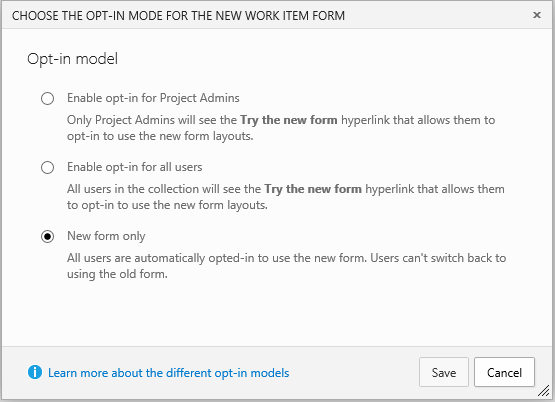 CHOOSE THE OPT-IN MODE FOR THE NEW WORK ITEM FORM
Opt-in model
Enable opt-in for Project Admins
Only Project Admins will see the Try the new form hyperlink that allows them to
opt-in to use the new form layouts.
Enable opt-in for all users
All users in the collection will see the Try the new form hyperlink that allows them
to opt-in to use the new form layouts.
New form only
All users are automatically opted-in to use the new form. Users can't switch back to
using the old form.
Learn more about the different opt-in models
Save
Cancel